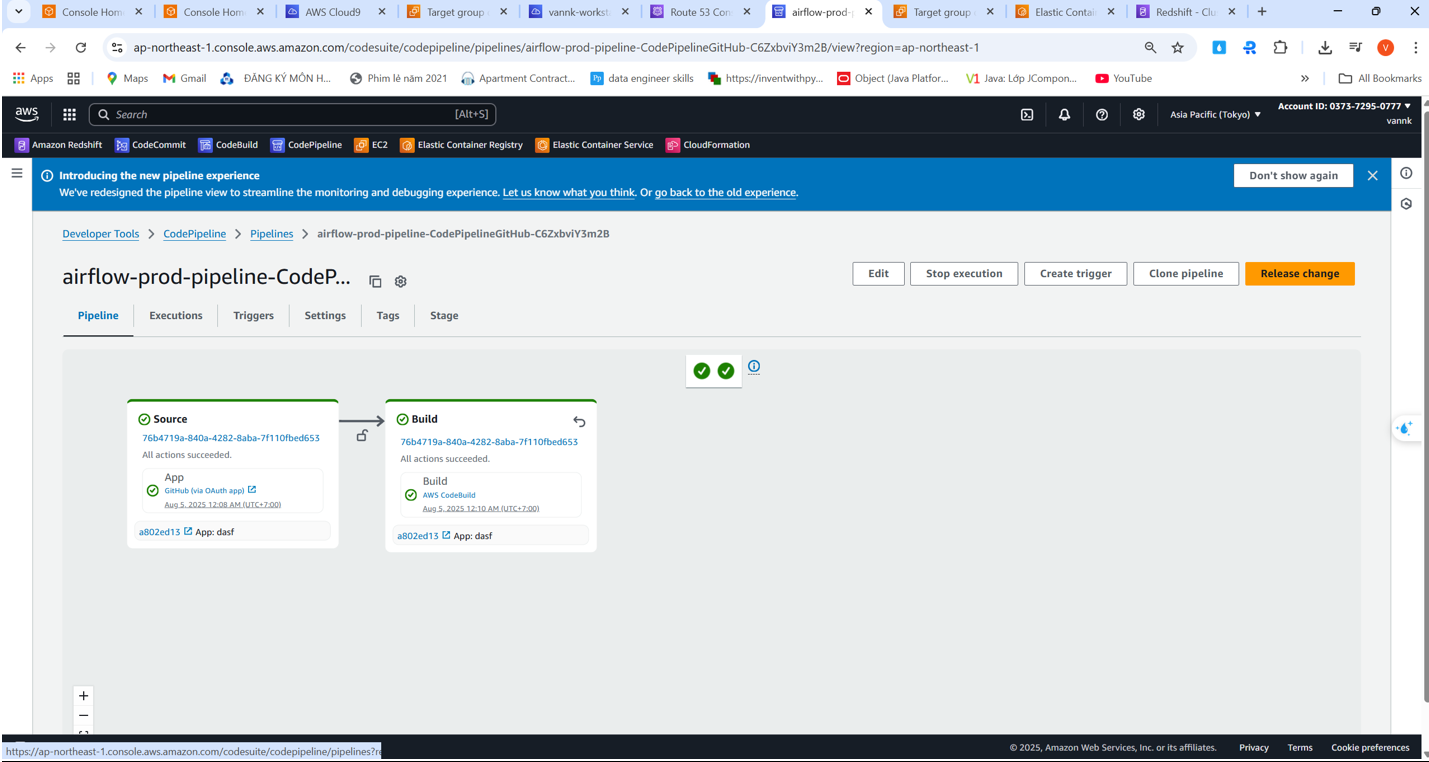 Console Hom
Console Hom
AWS Cloud9
Target group
vannk-worksta
Route 53 Con
airflow-prod-p
Target group
Elastic Contai
Redshift - Clu
ap-northeast-1.console.aws.amazon.com/codesuite/codepipeline/pipelines/airflow-prod-pipeline-CodePipelineGitHub-C6ZxbviY3m2B/view?region=ap-northeast-1
V
Apps Maps Gmail ĐĂNG KÝ MÔN H... Phim lẻ năm 2021 Apartment Contract... data engineer skills https://inventwithpy... Object (Java Platfor... V1 Java: Lớp JCompon... YouTube » All Bookmarks
aws Search [Alt+S] Asia Pacific (Tokyo) ▼ Account ID: 0373-7295-0777 ▼
vannk
Amazon Redshift CodeCommit CodeBuild CodePipeline EC2 Elastic Container Registry Elastic Container Service CloudFormation
Introducing the new pipeline experience
We've redesigned the pipeline view to streamline the monitoring and debugging experience. Let us know what you think. Or go back to the old experience.
Don't show again
Developer Tools > CodePipeline > Pipelines > airflow-prod-pipeline-CodePipelineGitHub-C6ZxbviY3m2B
airflow-prod-pipeline-CodeP...
Edit Stop execution Create trigger Clone pipeline Release change
Pipeline Executions Triggers Settings Tags Stage
Source
76b4719a-840a-4282-8aba-7f110fbed653
All actions succeeded.
App
GitHub (via OAuth app)
Aug 5, 2025 12:08 AM (UTC+7:00)
a802ed13 App: dasf
Build
76b4719a-840a-4282-8aba-7f110fbed653
All actions succeeded.
Build
AWS CodeBuild
Aug 5, 2025 12:10 AM (UTC+7:00)
a802ed13 App: dasf
https://ap-northeast-1.console.aws.amazon.com/codesuite/codepipeline/pipelines?re
© 2025, Amazon Web Services, Inc. or its affiliates. Privacy Terms Cookie preferences